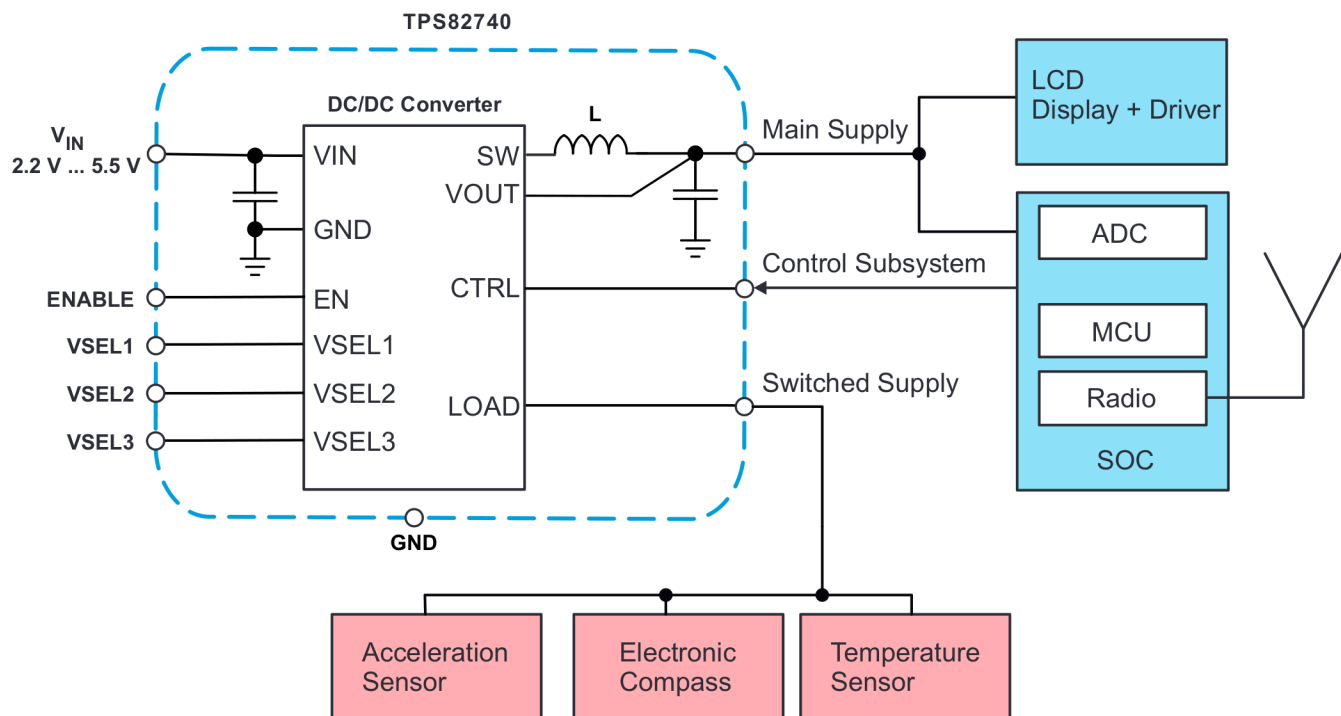 TPS82740
DC/DC Converter
V_IN
2.2 V ... 5.5 V
ENABLE
VSEL1
VSEL2
VSEL3
VIN
GND
EN
VSEL1
VSEL2
VSEL3
SW
VOUT
CTRL
LOAD
L
GND
Main Supply
Control Subsystem
Switched Supply
LCD
Display + Driver
ADC
MCU
Radio
SOC
Acceleration
Sensor
Electronic
Compass
Temperature
Sensor